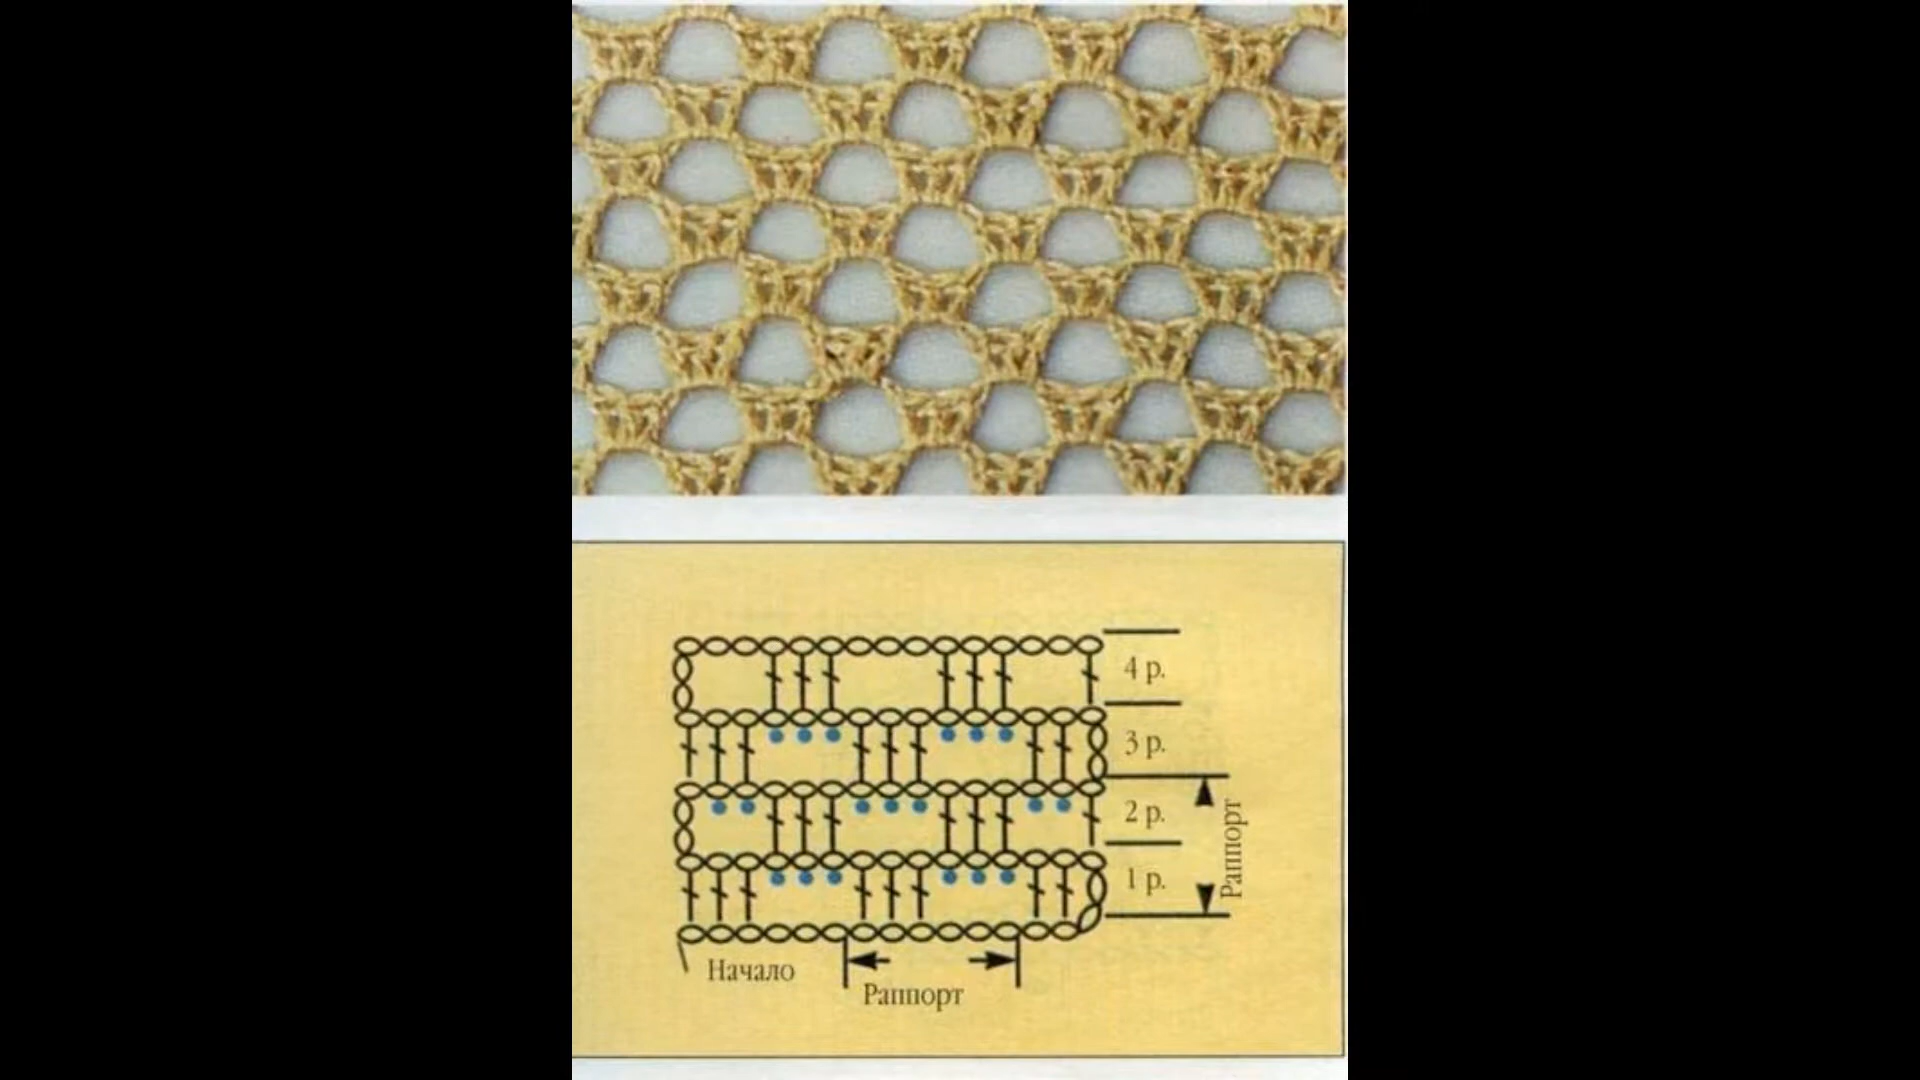 4 р.
3 р.
2 р.
1 р.
Раппорт
Начало
Раппорт